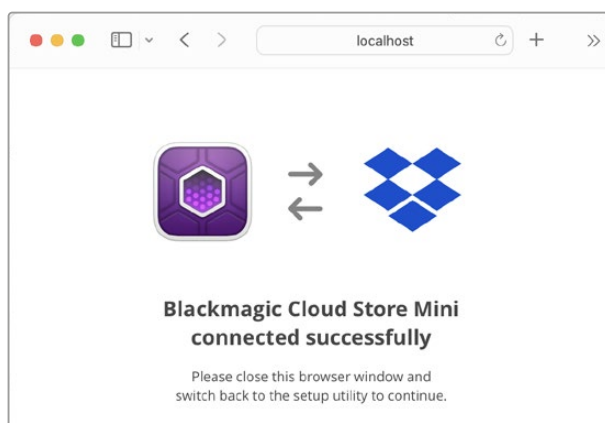 localhost
Blackmagic Cloud Store Mini
connected successfully
Please close this browser window and
switch back to the setup utility to continue.